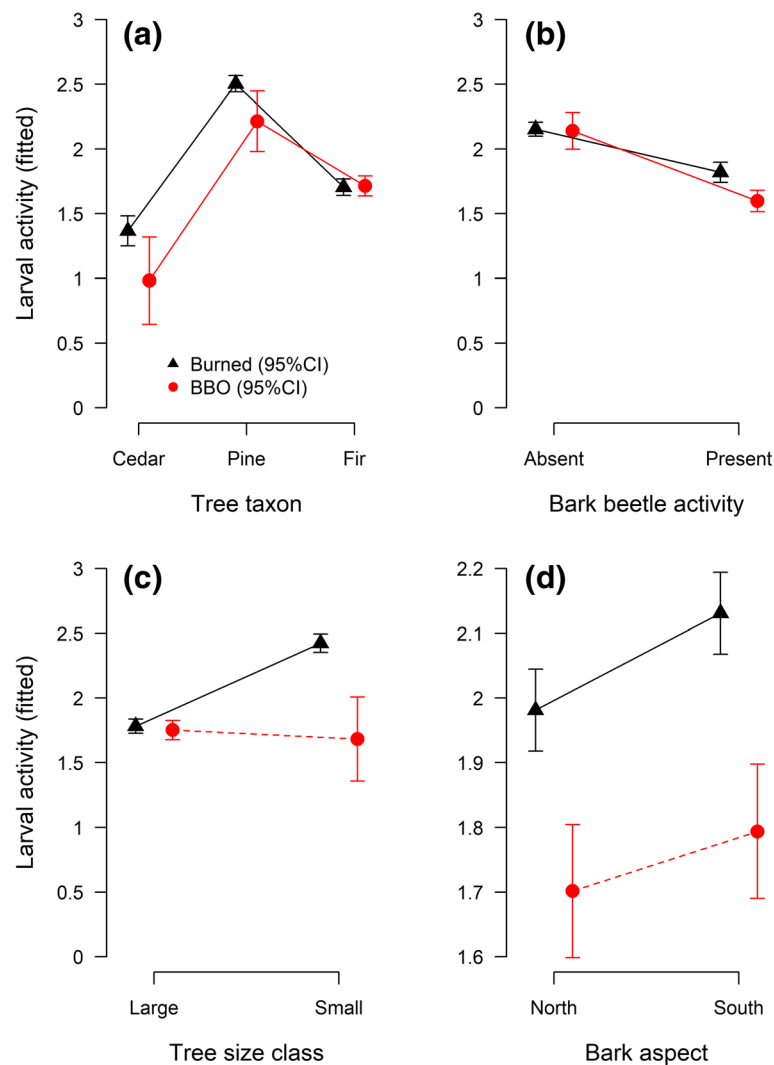 (a)
Larval activity (fitted)
3
2.5
2
1.5
1
0.5
0
Burned (95%CI)
BBO (95%CI)
Cedar Pine Fir
Tree taxon
(b)
3
2.5
2
1.5
1
0.5
0
Absent Present
Bark beetle activity
(c)
Larval activity (fitted)
3
2.5
2
1.5
1
0.5
0
Large Small
Tree size class
(d)
2.2
2.1
2
1.9
1.8
1.7
1.6
North South
Bark aspect